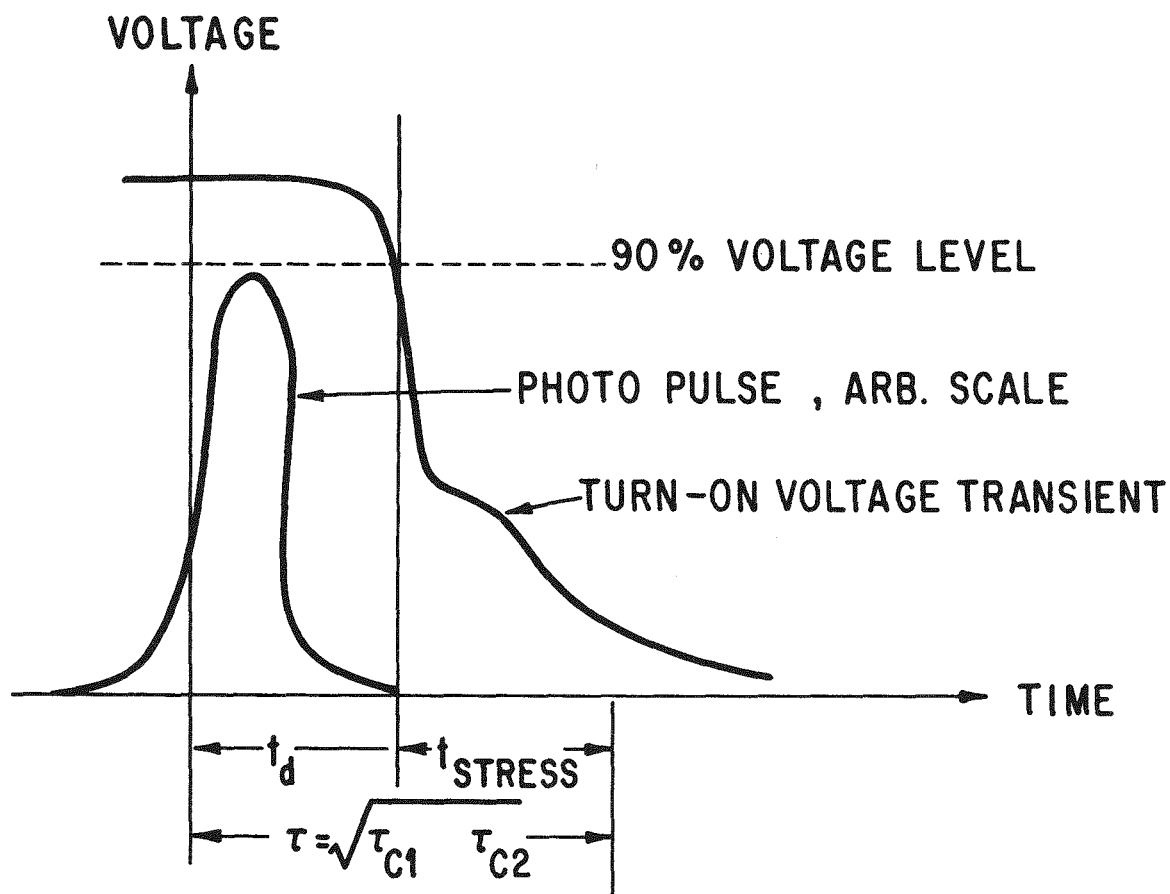 VOLTAGE
90% VOLTAGE LEVEL
PHOTO PULSE , ARB. SCALE
TURN-ON VOLTAGE TRANSIENT
TIME
t_d
t_STRESS
τ=√τ_C1 τ_C2